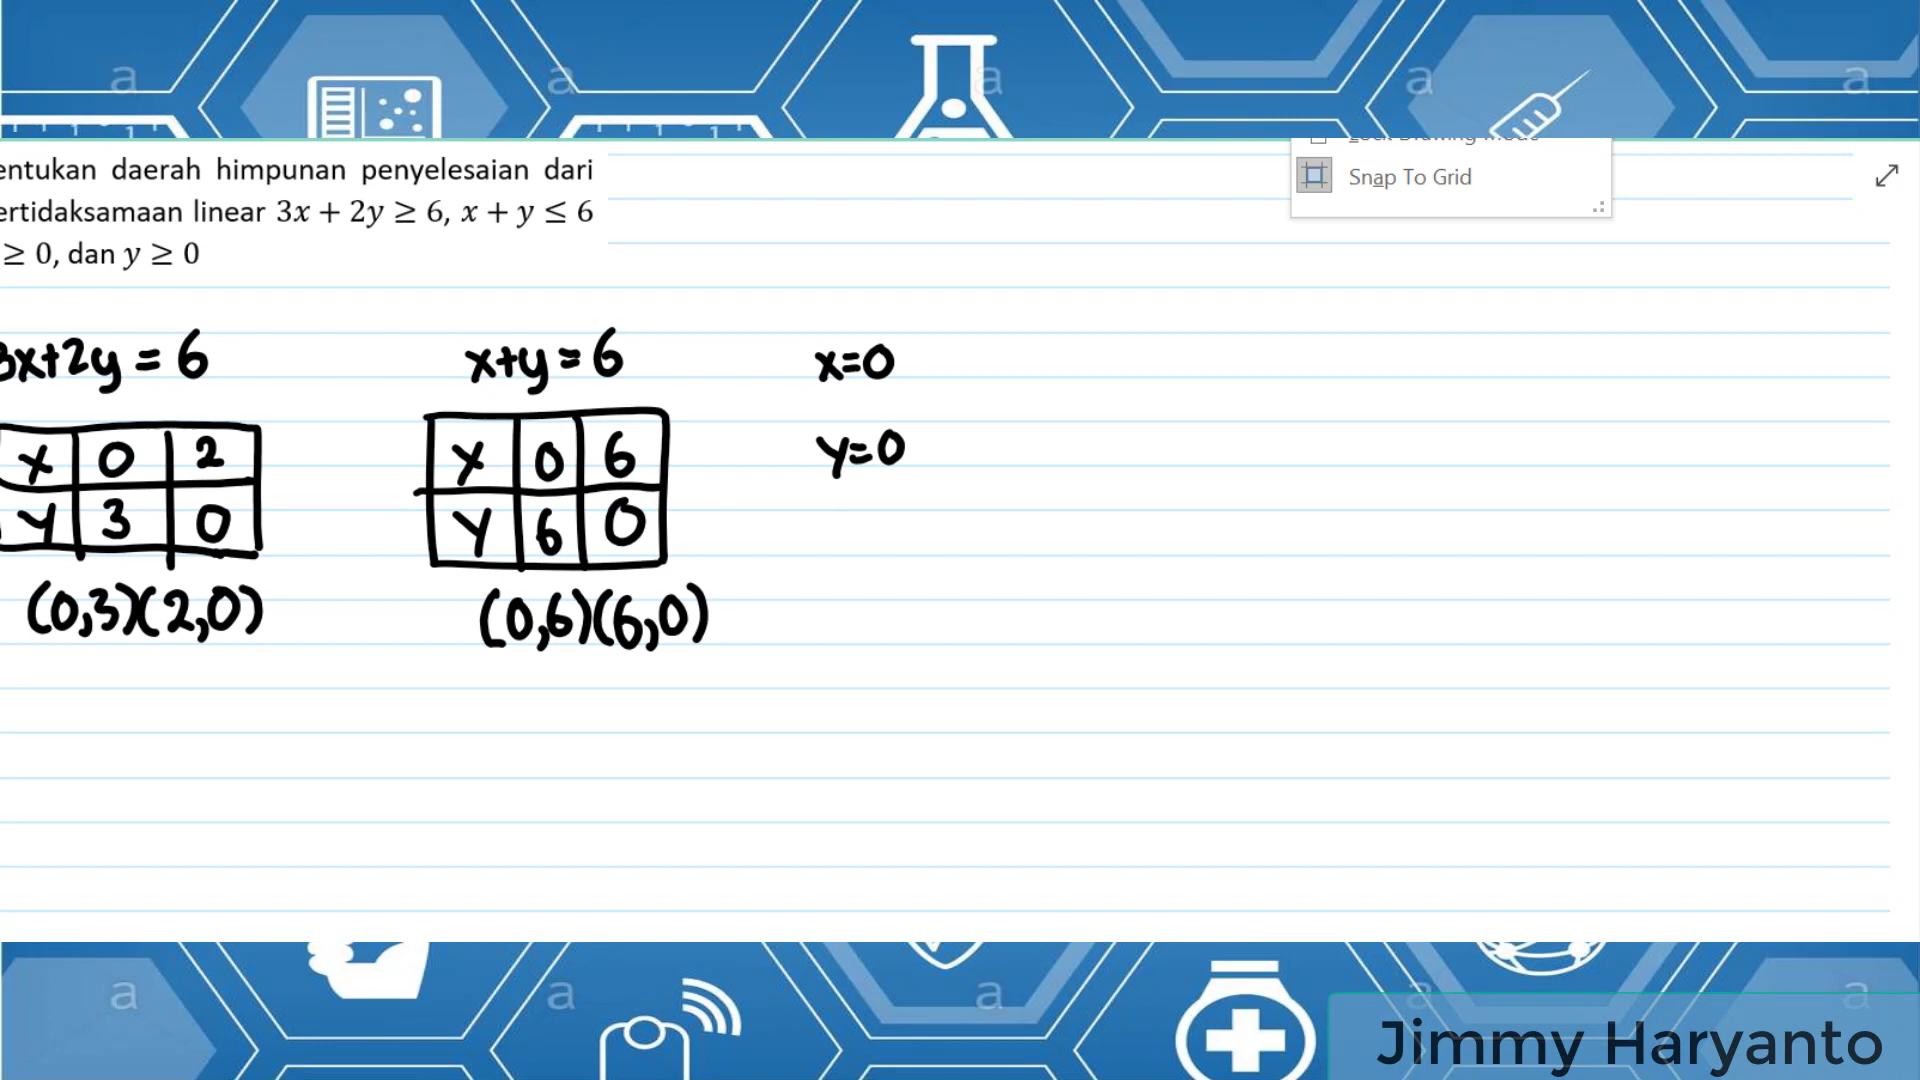 entukan daerah himpunan penyelesaian dari
ertidaksamaan linear 3x + 2y ≥ 6, x + y ≤ 6
≥ 0, dan y ≥ 0
Snap To Grid
3x+2y = 6
x+y = 6
x=0
y=0
x 0 2
y 3 0
x 0 6
y 6 0
(0,3)(2,0)
(0,6)(6,0)
a a a a a
a a a a a
Jimmy Haryanto